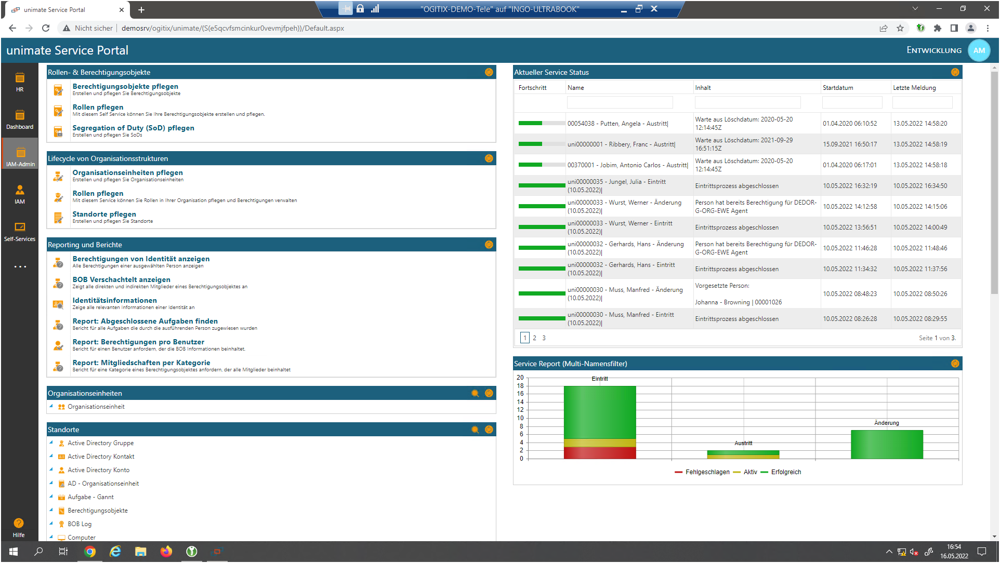 unimate Service Portal
"OGITIX-DEMO-Tele" auf "INGO-ULTRABOOK"
Nicht sicher
demosrv/ogitix/unimate/(S(e5qcvfsmcinkur0vevmjfpeh))/Default.aspx
unimate Service Portal
ENTWICKLUNG
AM
HR
Dashboard
IAM-Admin
IAM
Self-Services
Hilfe
Rollen- & Berechtigungsobjekte
Berechtigungsobjekte pflegen
Erstellen und pflegen Sie Berechtigungsobjekte
Rollen pflegen
Mit diesem Self Service können Sie Ihre Berechtigungsobjekte erstellen und pflegen.
Segregation of Duty (SoD) pflegen
Erstellen und pflegen Sie SoDs
Lifecycle von Organisationsstrukturen
Organisationseinheiten pflegen
Erstellen und pflegen Sie Organisationseinheiten
Rollen pflegen
Mit diesem Service können Sie Rollen in Ihrer Organisation pflegen und Berechtigungen verwalten
Standorte pflegen
Erstellen und pflegen Sie Standorte
Reporting und Berichte
Berechtigungen von Identität anzeigen
Alle Berechtigungen einer ausgewählten Person anzeigen
BOB Verschachtelt anzeigen
Zeigt alle direkten und indirekten Mitglieder eines Berechtigungsobjektes an
Identitätsinformationen
Zeige alle relevanten Informationen einer Identität an
Report: Abgeschlossene Aufgaben finden
Bericht für alle Aufgaben die durch die ausführenden Person zugewiesen wurden
Report: Berechtigungen pro Benutzer
Bericht für einen Benutzer anfordern, der die BOB Informationen beinhaltet.
Report: Mitgliedschaften per Kategorie
Bericht für eine Kategorie eines Berechtigungsobjektes anfordern, der alle Mitglieder beinhaltet
Organisationseinheiten
Organisationseinheit
Standorte
Active Directory Gruppe
Active Directory Kontakt
Active Directory Konto
AD - Organisationseinheit
Aufgabe - Gannt
Berechtigungsobjekte
BOB Log
Computer
Aktueller Service Status
Fortschritt Name Inhalt Startdatum Letzte Meldung
00054038 - Putten, Angela - Austritt| Warte aus Löschdatum: 2020-05-20 12:14:45Z 01.04.2020 06:10:52 13.05.2022 14:58:20
uni00000001 - Ribbery, Franc - Austritt| Warte aus Löschdatum: 2021-09-29 16:51:15Z 15.09.2021 16:50:17 13.05.2022 14:58:19
00370001 - Jobim, Antonio Carlos - Austritt| Warte aus Löschdatum: 2020-05-20 12:14:45Z 01.04.2020 06:17:01 13.05.2022 14:58:18
uni00000035 - Jungel, Julia - Eintritt (10.05.2022)| Eintrittsprozess abgeschlossen 10.05.2022 16:32:19 10.05.2022 16:34:50
uni00000033 - Wurst, Werner - Änderung (10.05.2022)| Person hat bereits Berechtigung für DEDOR-G-ORG-EWE Agent 10.05.2022 14:12:58 10.05.2022 14:15:06
uni00000033 - Wurst, Werner - Eintritt (10.05.2022)| Eintrittsprozess abgeschlossen 10.05.2022 13:56:51 10.05.2022 14:00:49
uni00000032 - Gerhards, Hans - Änderung (10.05.2022)| Person hat bereits Berechtigung für DEDOR-G-ORG-EWE Agent 10.05.2022 11:46:28 10.05.2022 11:48:46
uni00000032 - Gerhards, Hans - Eintritt (10.05.2022)| Eintrittsprozess abgeschlossen 10.05.2022 11:34:32 10.05.2022 11:37:56
uni00000030 - Muss, Manfred - Änderung (10.05.2022)| Vorgesetzte Person: Johanna - Browning | 00001026 10.05.2022 08:48:23 10.05.2022 08:50:26
uni00000030 - Muss, Manfred - Eintritt (10.05.2022)| Eintrittsprozess abgeschlossen 10.05.2022 08:26:28 10.05.2022 08:29:55
1 2 3
Seite 1 von 3.
Service Report (Multi-Namensfilter)
20
18
16
14
12
10
8
6
4
2
0
Eintritt
Austritt
Änderung
Fehlgeschlagen Aktiv Erfolgreich
16:54
16.05.2022